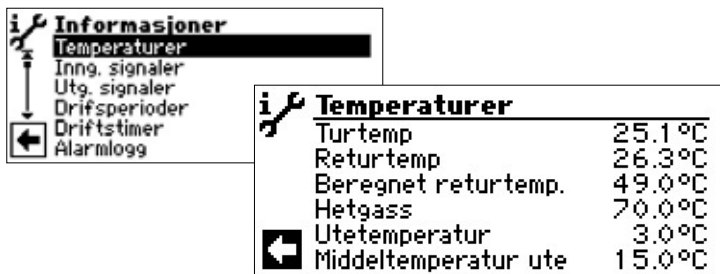 Informasjoner
Temperaturer
Inng. signaler
Utg. signaler
Drifsperioder
Driftstimer
Alarmlogg
Temperaturer
Turtemp 25.1°C
Returtemp 26.3°C
Beregnet returtemp. 49.0°C
Hetgass 70.0°C
Utetemperatur 3.0°C
Middeltemperatur ute 15.0°C